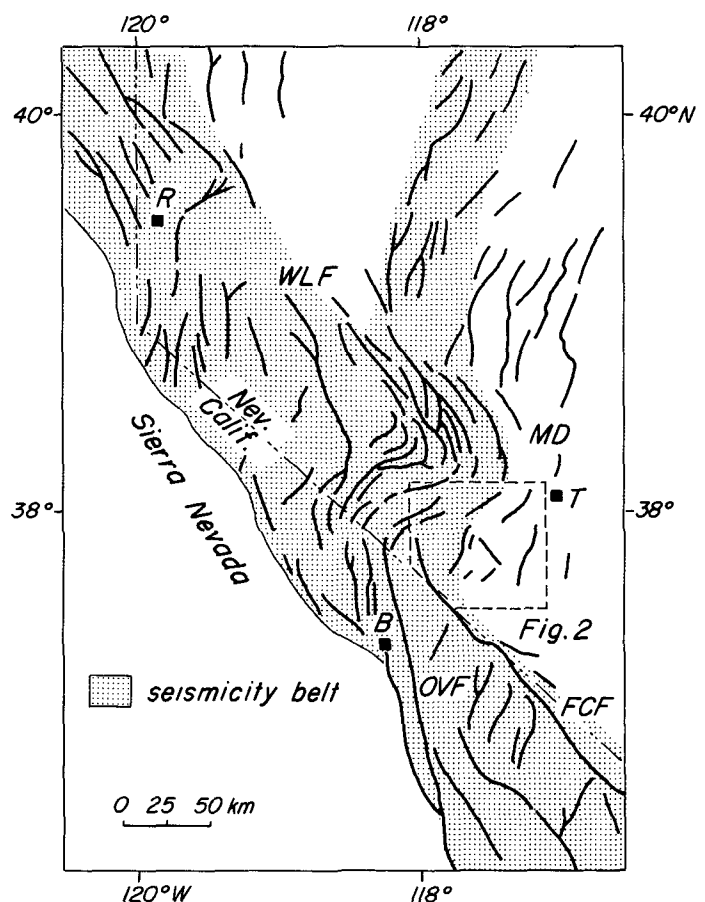 120°
118°
40°
40°N
R
WLF
Nev.
Calif.
Sierra Nevada
MD
T
38°
38°
B
Fig. 2
OVF
FCF
seismicity belt
0 25 50 km
120°W
118°